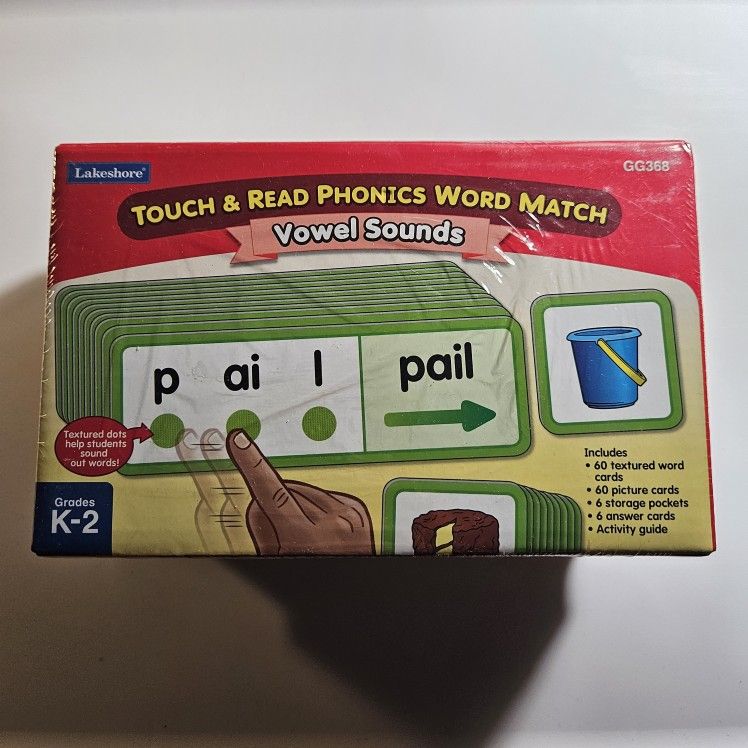 Lakeshore®
GG368
TOUCH & READ PHONICS WORD MATCH
Vowel Sounds
p ai l pail
Textured dots
help students
sound
out words!
Grades
K-2
Includes
• 60 textured word
cards
• 60 picture cards
• 6 storage pockets
• 6 answer cards
• Activity guide